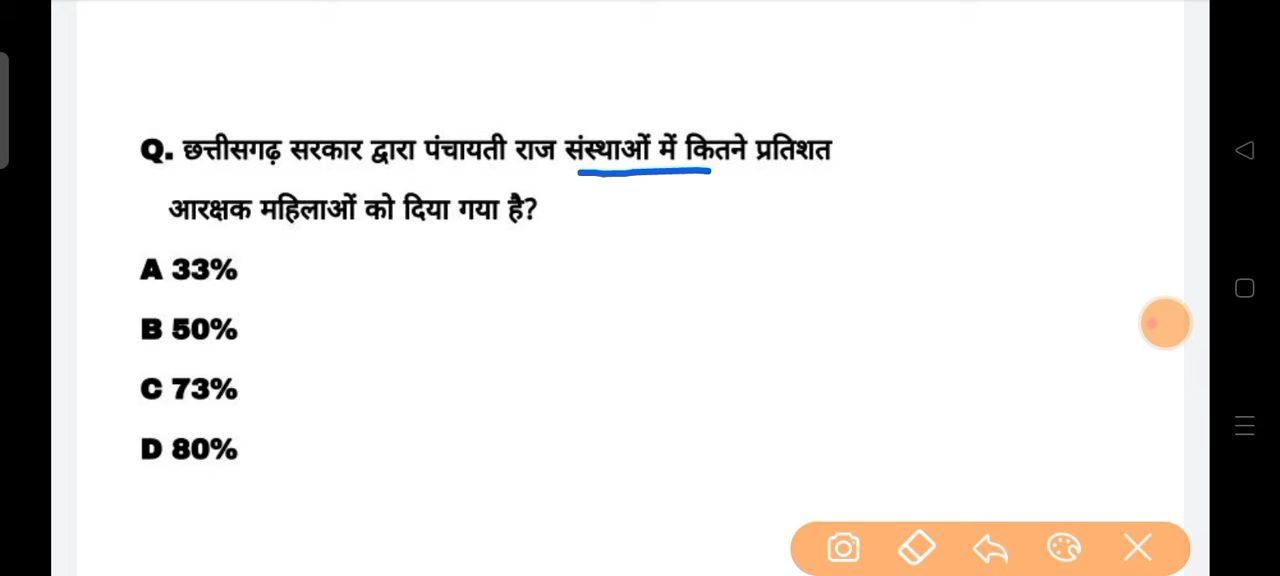 Q. छत्तीसगढ़ सरकार द्वारा पंचायती राज संस्थाओं में कितने प्रतिशत
आरक्षक महिलाओं को दिया गया है?
A 33%
B 50%
C 73%
D 80%